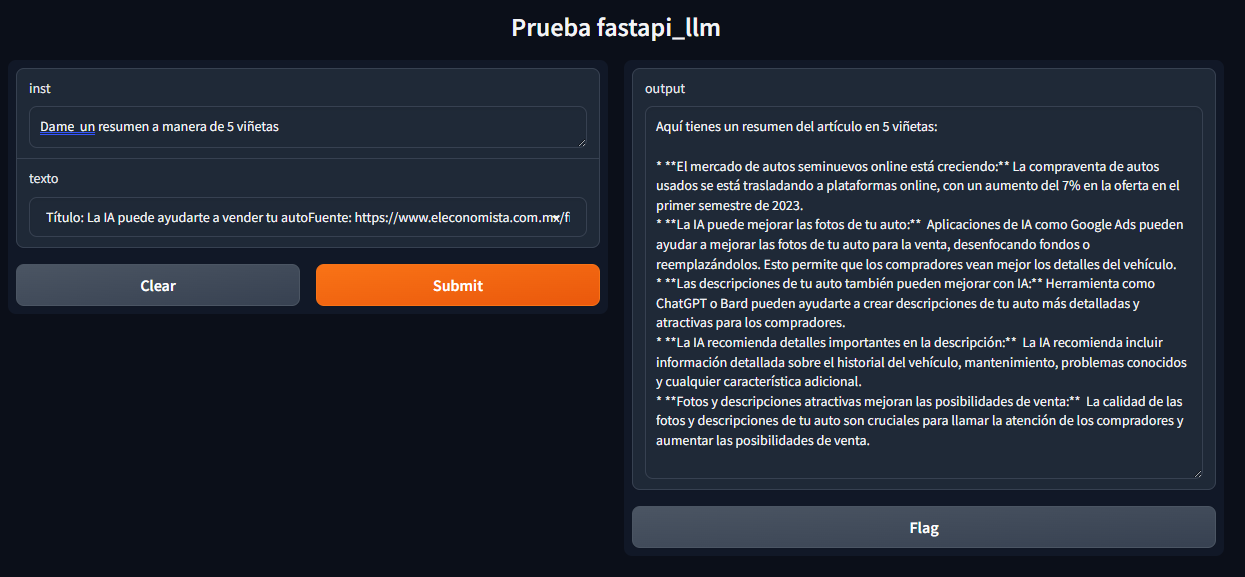 Prueba fastapi_llm
inst
Dame un resumen a manera de 5 viñetas
texto
Título: La IA puede ayudarte a vender tu autoFuente: https://www.eleconomista.com.mx/
Clear
Submit
output
Aquí tienes un resumen del artículo en 5 viñetas:
* **El mercado de autos seminuevos online está creciendo:** La compraventa de autos
usados se está trasladando a plataformas online, con un aumento del 7% en la oferta en el
primer semestre de 2023.
* **La IA puede mejorar las fotos de tu auto:**  Aplicaciones de IA como Google Ads pueden
ayudar a mejorar las fotos de tu auto para la venta, desenfocando fondos o
reemplazándolos. Esto permite que los compradores vean mejor los detalles del vehículo.
* **Las descripciones de tu auto también pueden mejorar con IA:** Herramienta como
ChatGPT o Bard pueden ayudarte a crear descripciones de tu auto más detalladas y
atractivas para los compradores.
* **La IA recomienda detalles importantes en la descripción:**  La IA recomienda incluir
información detallada sobre el historial del vehículo, mantenimiento, problemas conocidos
y cualquier característica adicional.
* **Fotos y descripciones atractivas mejoran las posibilidades de venta:**  La calidad de las
fotos y descripciones de tu auto son cruciales para llamar la atención de los compradores y
aumentar las posibilidades de venta.
Flag